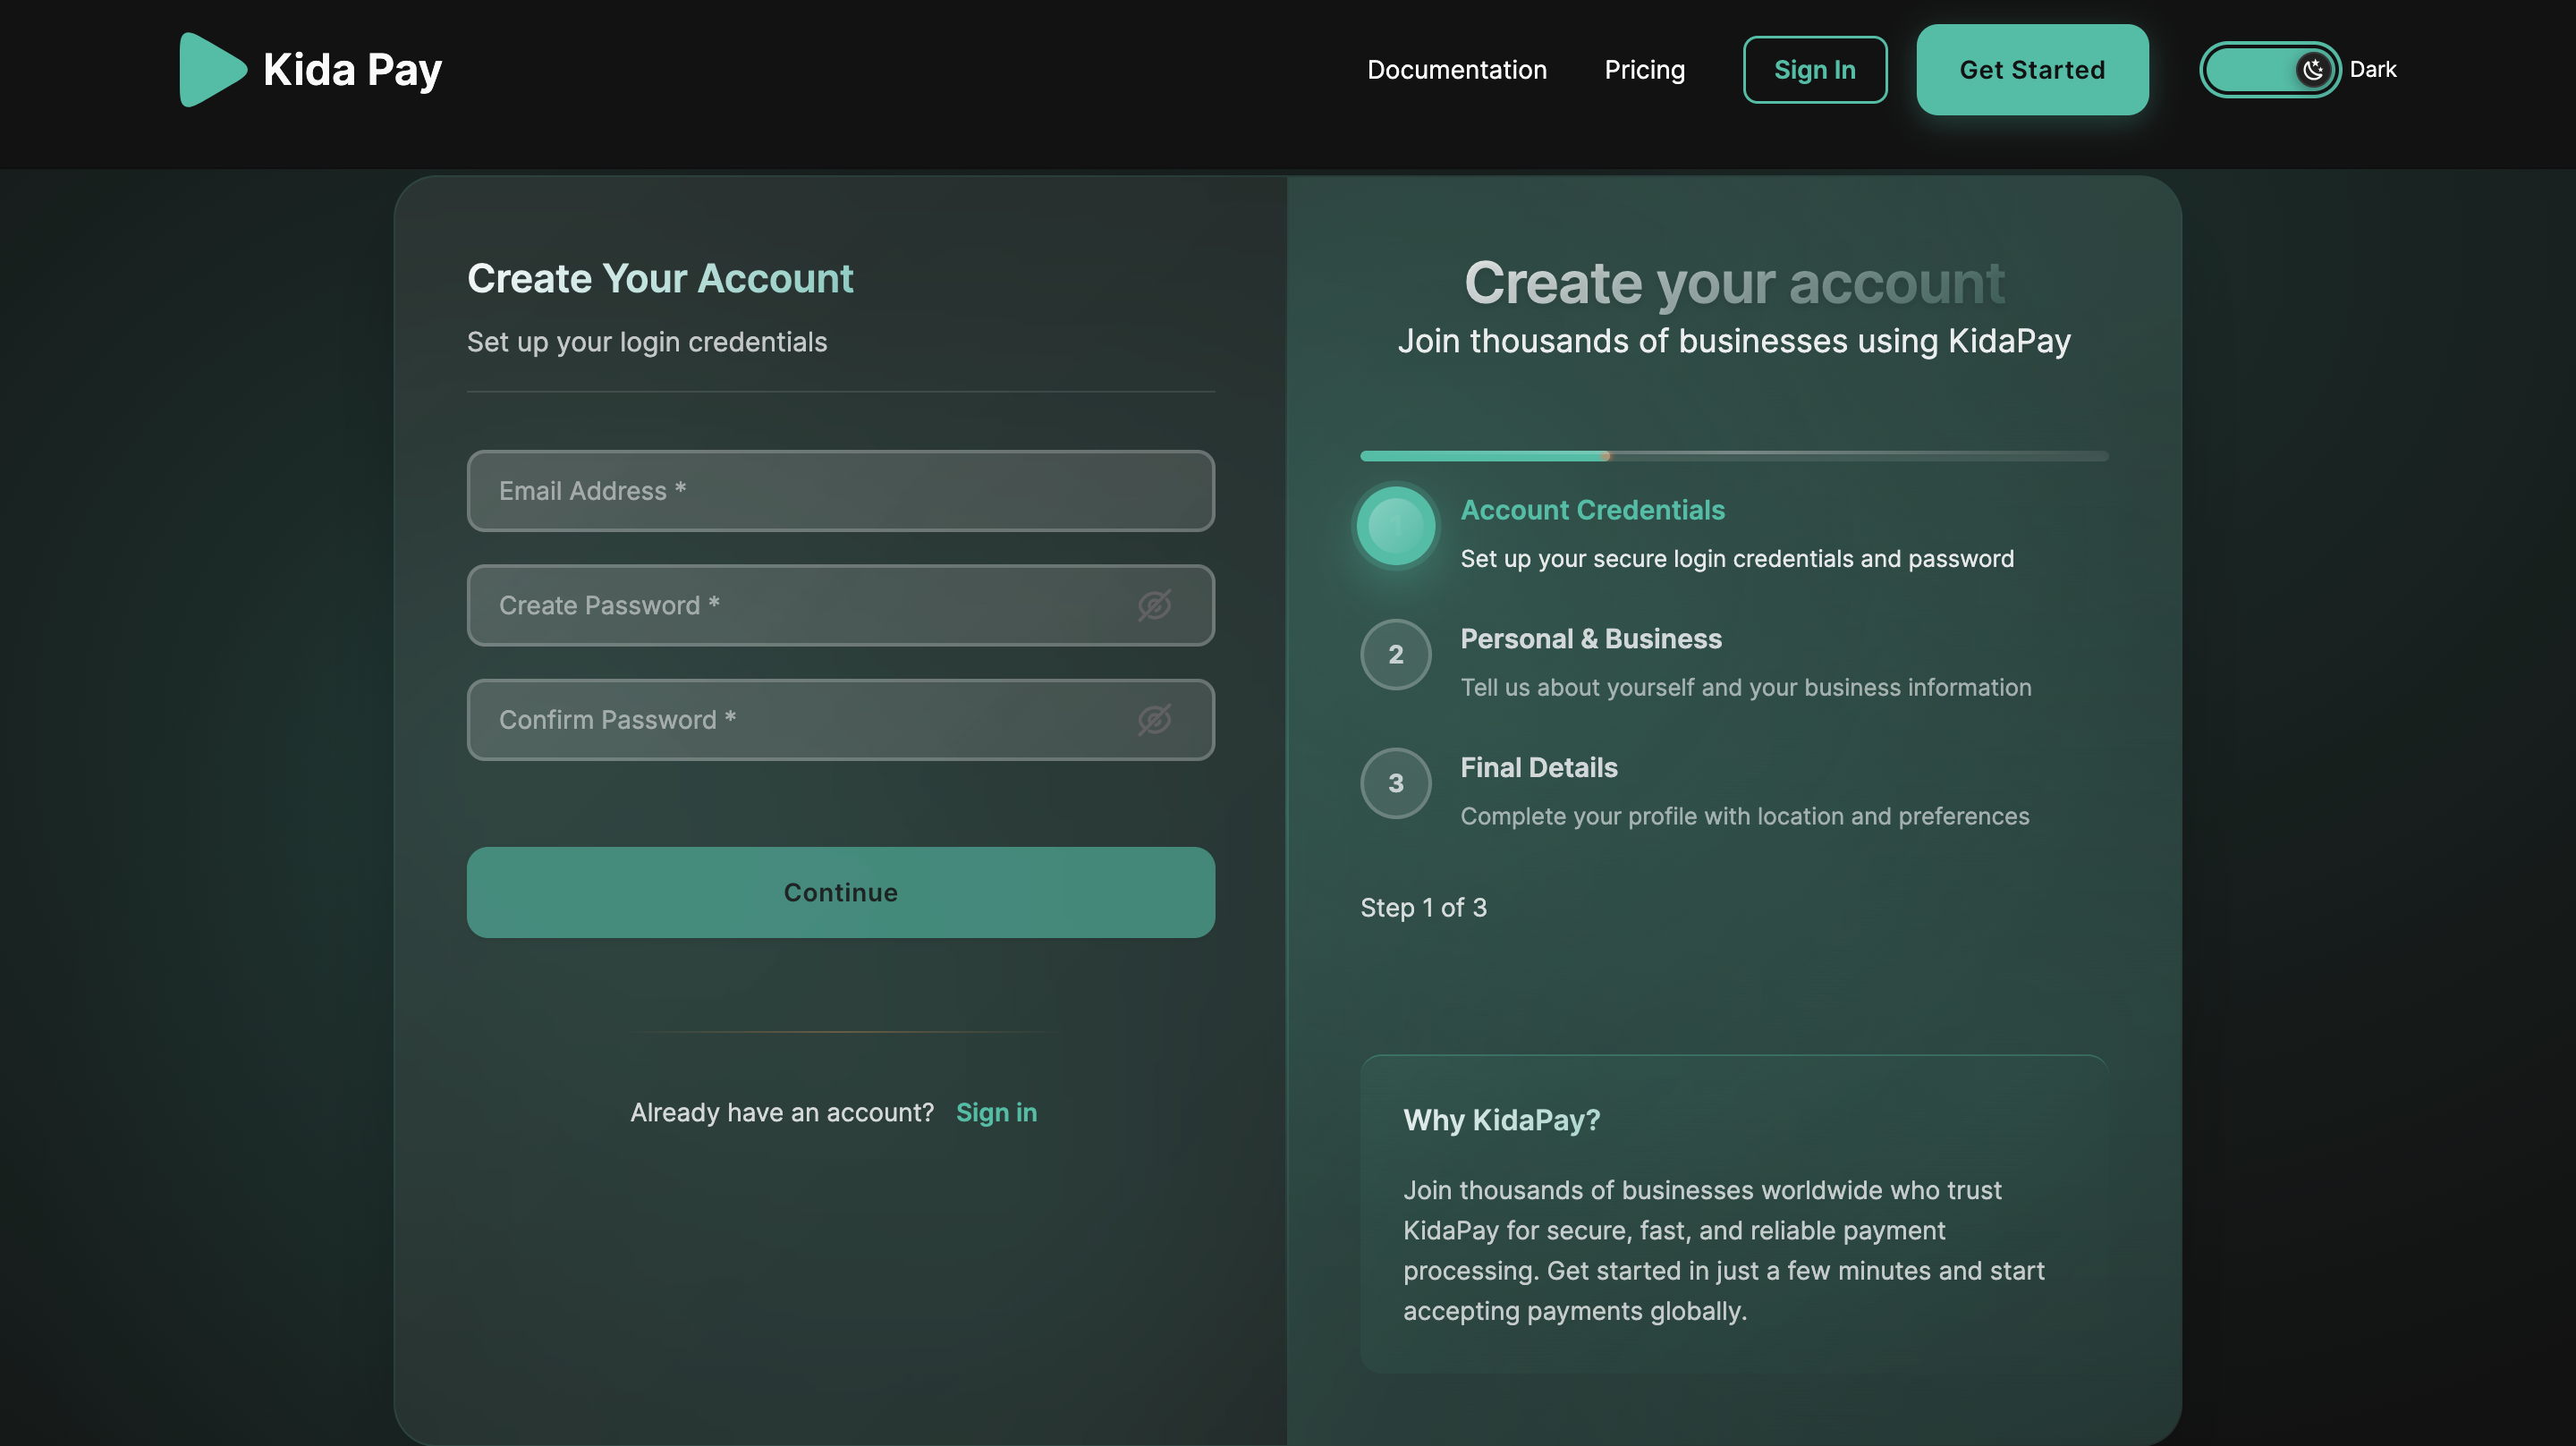 Kida Pay
Documentation
Pricing
Sign In
Get Started
Dark
Create Your Account
Set up your login credentials
Email Address *
Create Password *
Confirm Password *
Continue
Already have an account? Sign in
Create your account
Join thousands of businesses using KidaPay
Account Credentials
Set up your secure login credentials and password
2
Personal & Business
Tell us about yourself and your business information
3
Final Details
Complete your profile with location and preferences
Step 1 of 3
Why KidaPay?
Join thousands of businesses worldwide who trust
KidaPay for secure, fast, and reliable payment
processing. Get started in just a few minutes and start
accepting payments globally.